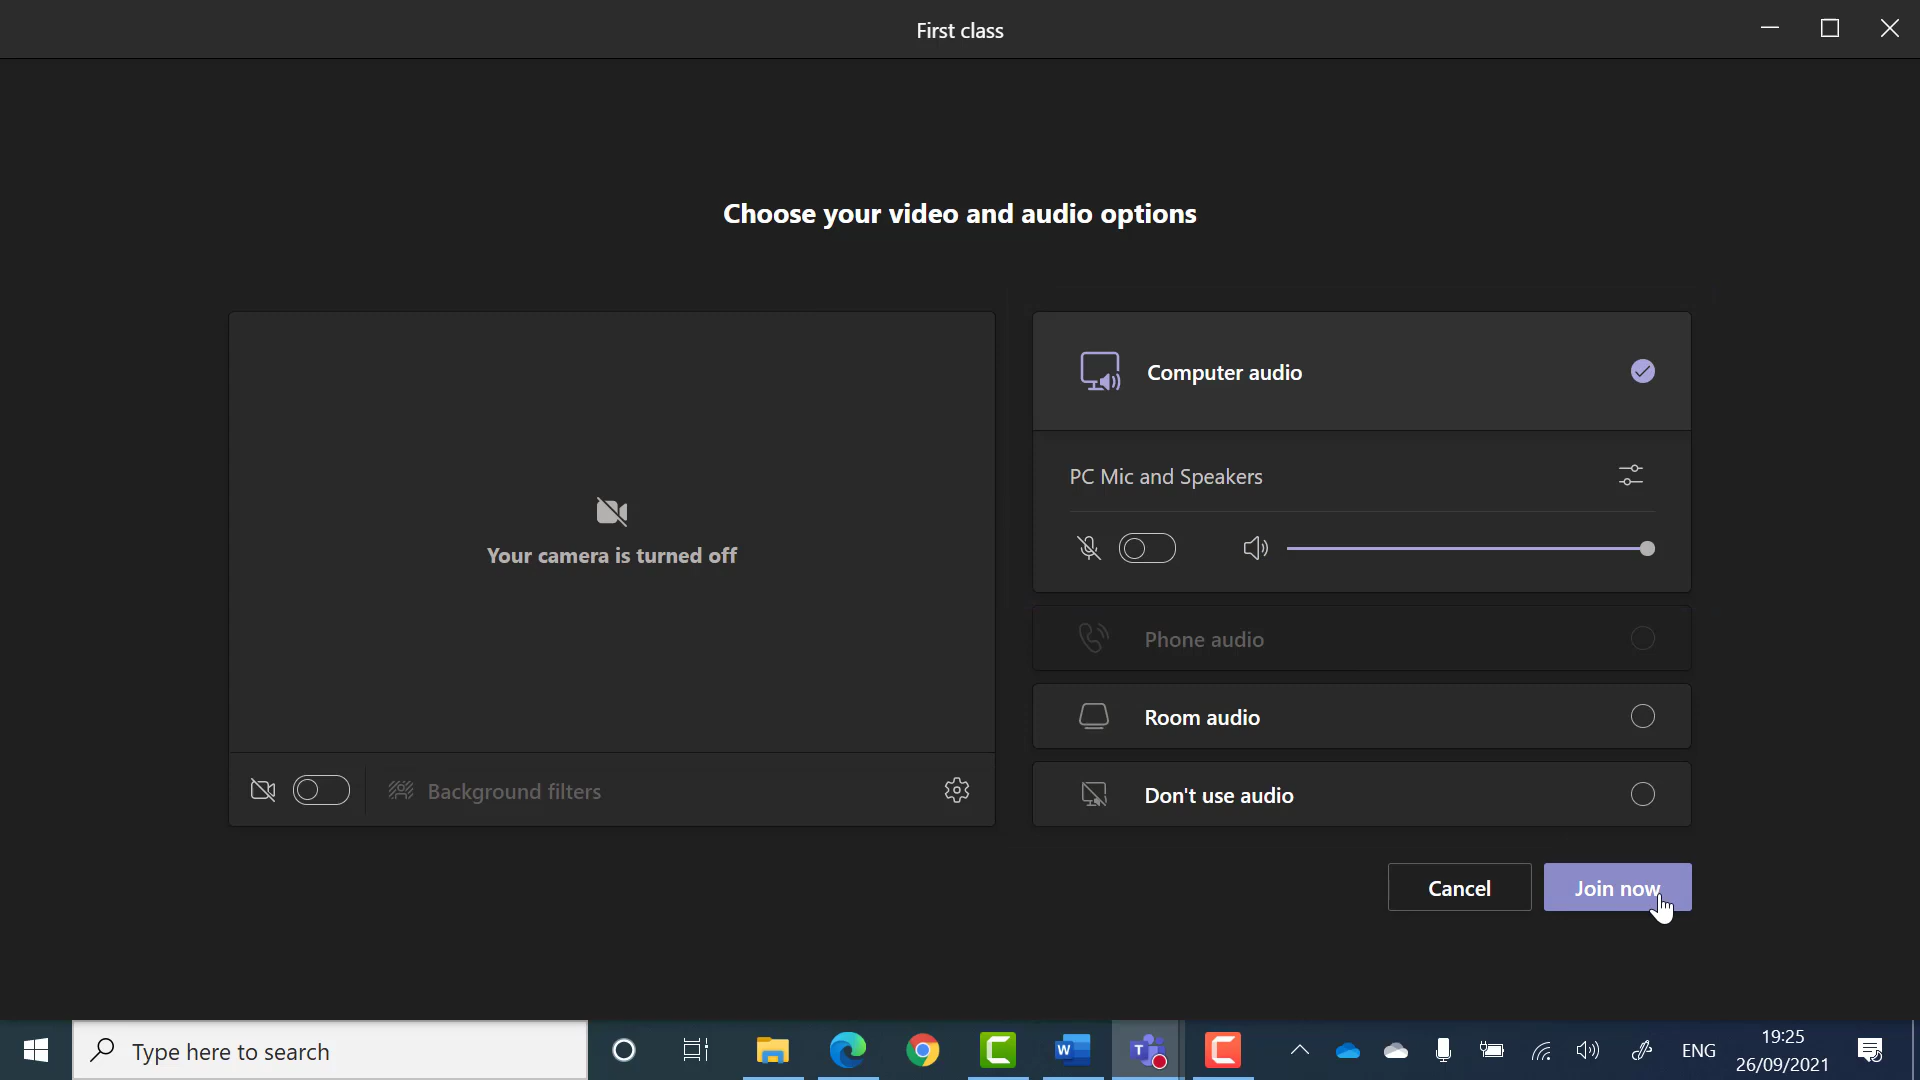 First class
Choose your video and audio options
Your camera is turned off
Background filters
Computer audio
PC Mic and Speakers
Phone audio
Room audio
Don't use audio
Cancel
Join now
Type here to search
ENG
19:25
26/09/2021